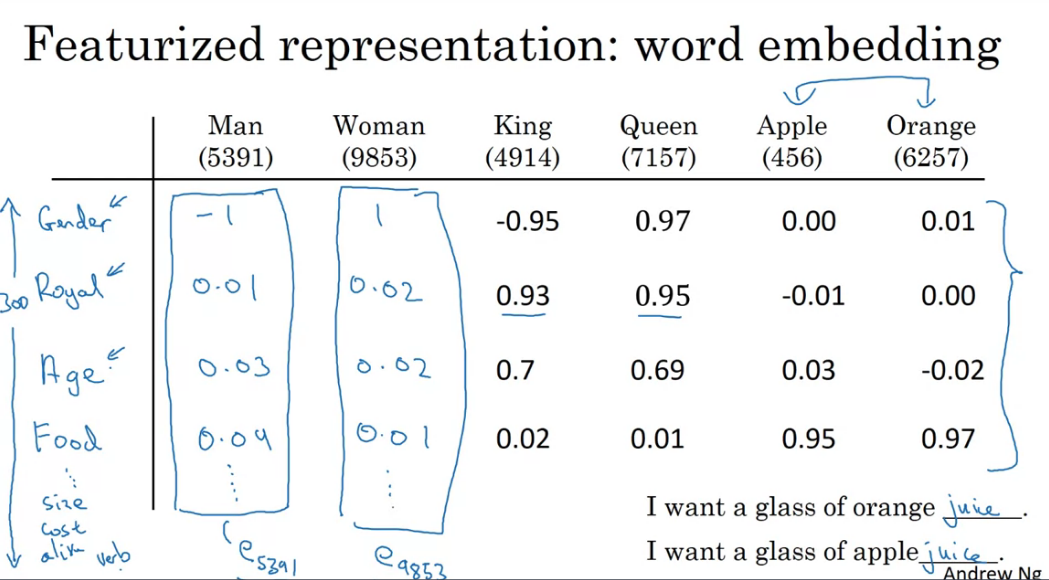 Featurized representation: word embedding
Man Woman King Queen Apple Orange
(5391) (9853) (4914) (7157) (456) (6257)
Gender -1 1 -0.95 0.97 0.00 0.01
300 Royal 0.01 0.02 0.93 0.95 -0.01 0.00
Age 0.03 0.02 0.7 0.69 0.03 -0.02
Food 0.04 0.01 0.02 0.01 0.95 0.97
size
cost
alive verb
e5391 e9853
I want a glass of orange juice.
I want a glass of apple juice.
Andrew Ng